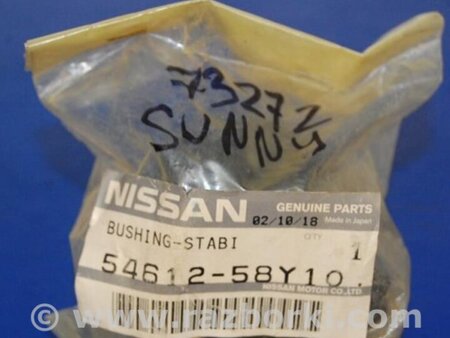 73272
SUNNY
NISSAN
GENUINE PARTS
Made in Japan
02/10/18
BUSHING-STABI
QTY
1
54612-58Y10.
NISSAN MOTOR CO.,LTD.
www.razborki.com